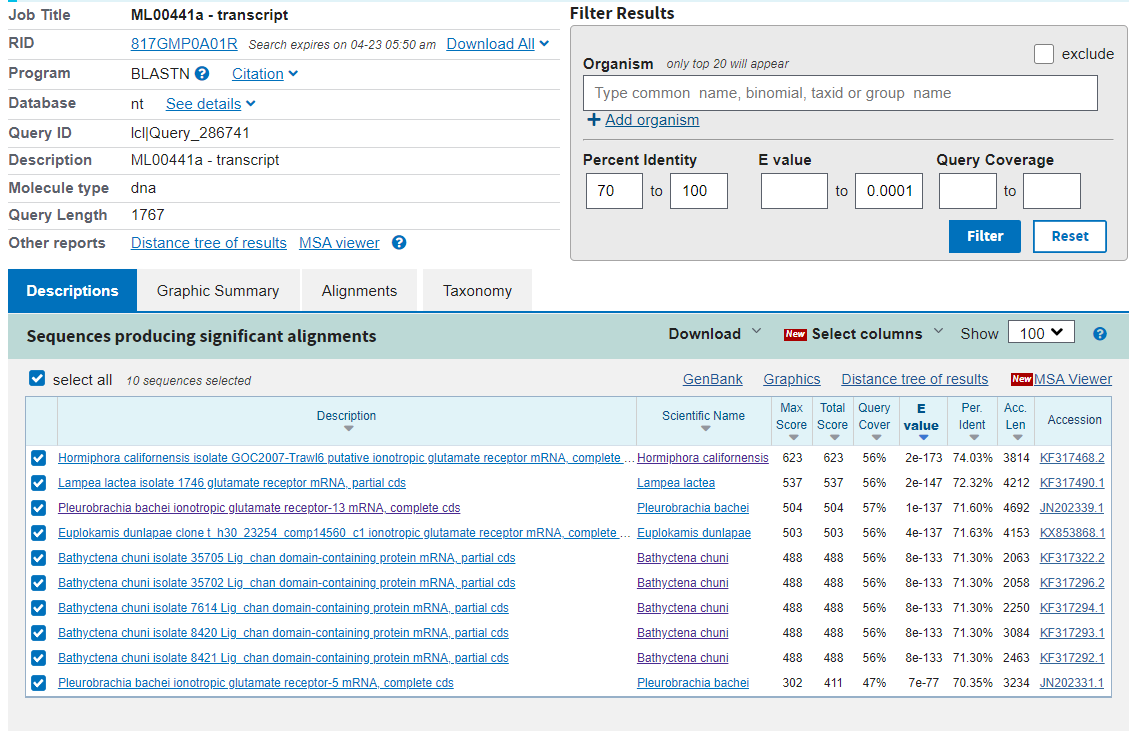 Job Title ML00441a - transcript
RID 817GMP0A01R Search expires on 04-23 05:50 am Download All
Program BLASTN ? Citation
Database nt See details
Query ID lcl|Query_286741
Description ML00441a - transcript
Molecule type dna
Query Length 1767
Other reports Distance tree of results MSA viewer ?
Filter Results
Organism only top 20 will appear exclude
Type common name, binomial, taxid or group name
+ Add organism
Percent Identity E value Query Coverage
70 to 100 to 0.0001 to
Filter Reset
Descriptions Graphic Summary Alignments Taxonomy
Sequences producing significant alignments Download New Select columns Show 100 ?
select all 10 sequences selected GenBank Graphics Distance tree of results New MSA Viewer
Description Scientific Name Max Score Total Score Query Cover E value Per. Ident Acc. Len Accession
Hormiphora californensis isolate GOC2007-Trawl6 putative ionotropic glutamate receptor mRNA, complete ... Hormiphora californensis 623 623 56% 2e-173 74.03% 3814 KF317468.2
Lampea lactea isolate 1746 glutamate receptor mRNA, partial cds Lampea lactea 537 537 56% 2e-147 72.32% 4212 KF317490.1
Pleurobrachia bachei ionotropic glutamate receptor-13 mRNA, complete cds Pleurobrachia bachei 504 504 57% 1e-137 71.60% 4692 JN202339.1
Euplokamis dunlapae clone t_h30_23254_comp14560_c1 ionotropic glutamate receptor mRNA, complete ... Euplokamis dunlapae 503 503 56% 4e-137 71.63% 4153 KX853868.1
Bathyctena chuni isolate 35705 Lig_chan domain-containing protein mRNA, partial cds Bathyctena chuni 488 488 56% 8e-133 71.30% 2063 KF317322.2
Bathyctena chuni isolate 35702 Lig_chan domain-containing protein mRNA, partial cds Bathyctena chuni 488 488 56% 8e-133 71.30% 2058 KF317296.2
Bathyctena chuni isolate 7614 Lig_chan domain-containing protein mRNA, partial cds Bathyctena chuni 488 488 56% 8e-133 71.30% 2250 KF317294.1
Bathyctena chuni isolate 8420 Lig_chan domain-containing protein mRNA, partial cds Bathyctena chuni 488 488 56% 8e-133 71.30% 3084 KF317293.1
Bathyctena chuni isolate 8421 Lig_chan domain-containing protein mRNA, partial cds Bathyctena chuni 488 488 56% 8e-133 71.30% 2463 KF317292.1
Pleurobrachia bachei ionotropic glutamate receptor-5 mRNA, complete cds Pleurobrachia bachei 302 411 47% 7e-77 70.35% 3234 JN202331.1